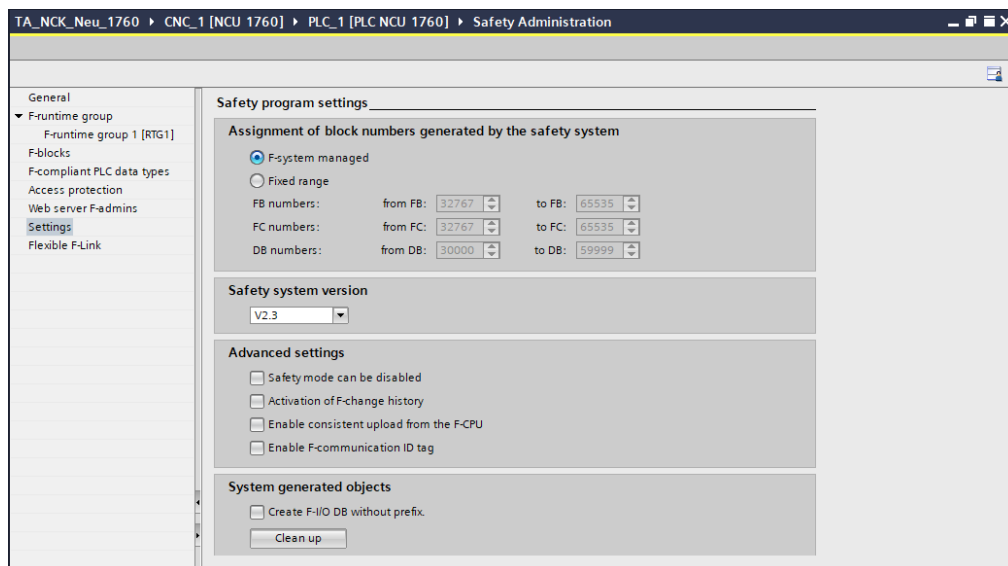 TA_NCK_Neu_1760 ▸ CNC_1 [NCU 1760] ▸ PLC_1 [PLC NCU 1760] ▸ Safety Administration
General
F-runtime group
F-runtime group 1 [RTG1]
F-blocks
F-compliant PLC data types
Access protection
Web server F-admins
Settings
Flexible F-Link
Safety program settings
Assignment of block numbers generated by the safety system
F-system managed
Fixed range
FB numbers: from FB: 32767 to FB: 65535
FC numbers: from FC: 32767 to FC: 65535
DB numbers: from DB: 30000 to DB: 59999
Safety system version
V2.3
Advanced settings
Safety mode can be disabled
Activation of F-change history
Enable consistent upload from the F-CPU
Enable F-communication ID tag
System generated objects
Create F-I/O DB without prefix.
Clean up